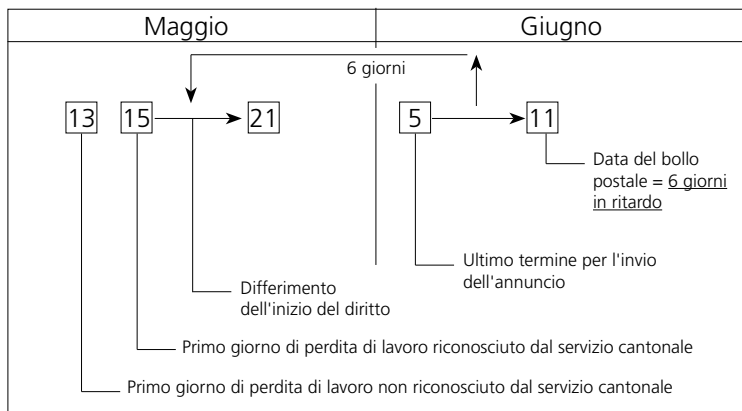 Maggio
Giugno
6 giorni
13
15
21
5
11
Data del bollo
postale = 6 giorni
in ritardo
Ultimo termine per l'invio
dell'annuncio
Differimento
dell'inizio del diritto
Primo giorno di perdita di lavoro riconosciuto dal servizio cantonale
Primo giorno di perdita di lavoro non riconosciuto dal servizio cantonale